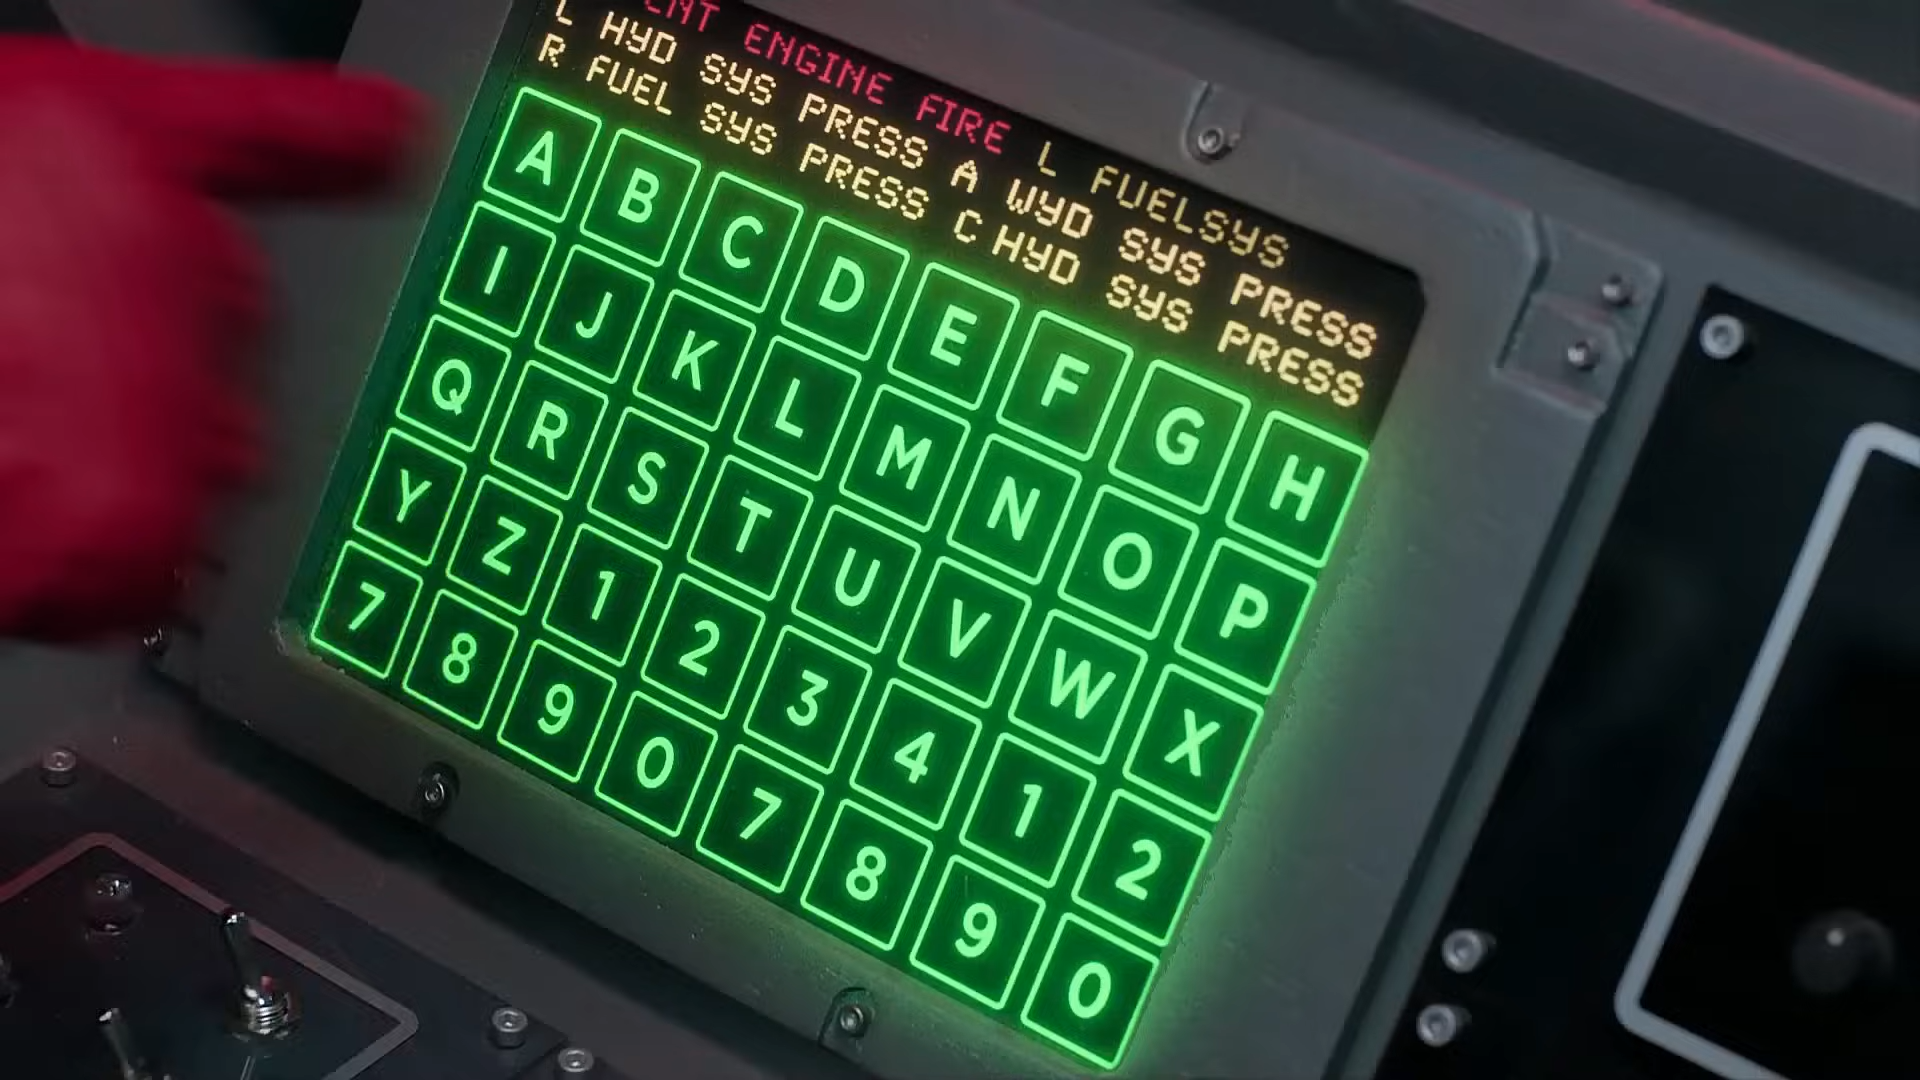 ENGINE FIRE L FUELSYS
L HYD SYS PRESS A WYD SYS PRESS
R FUEL SYS PRESS C HYD SYS PRESS
A B C D E F G H
I J K L M N O P
Q R S T U V W X
Y Z 1 2 3 4 1 2
7 8 9 0 7 8 9 0